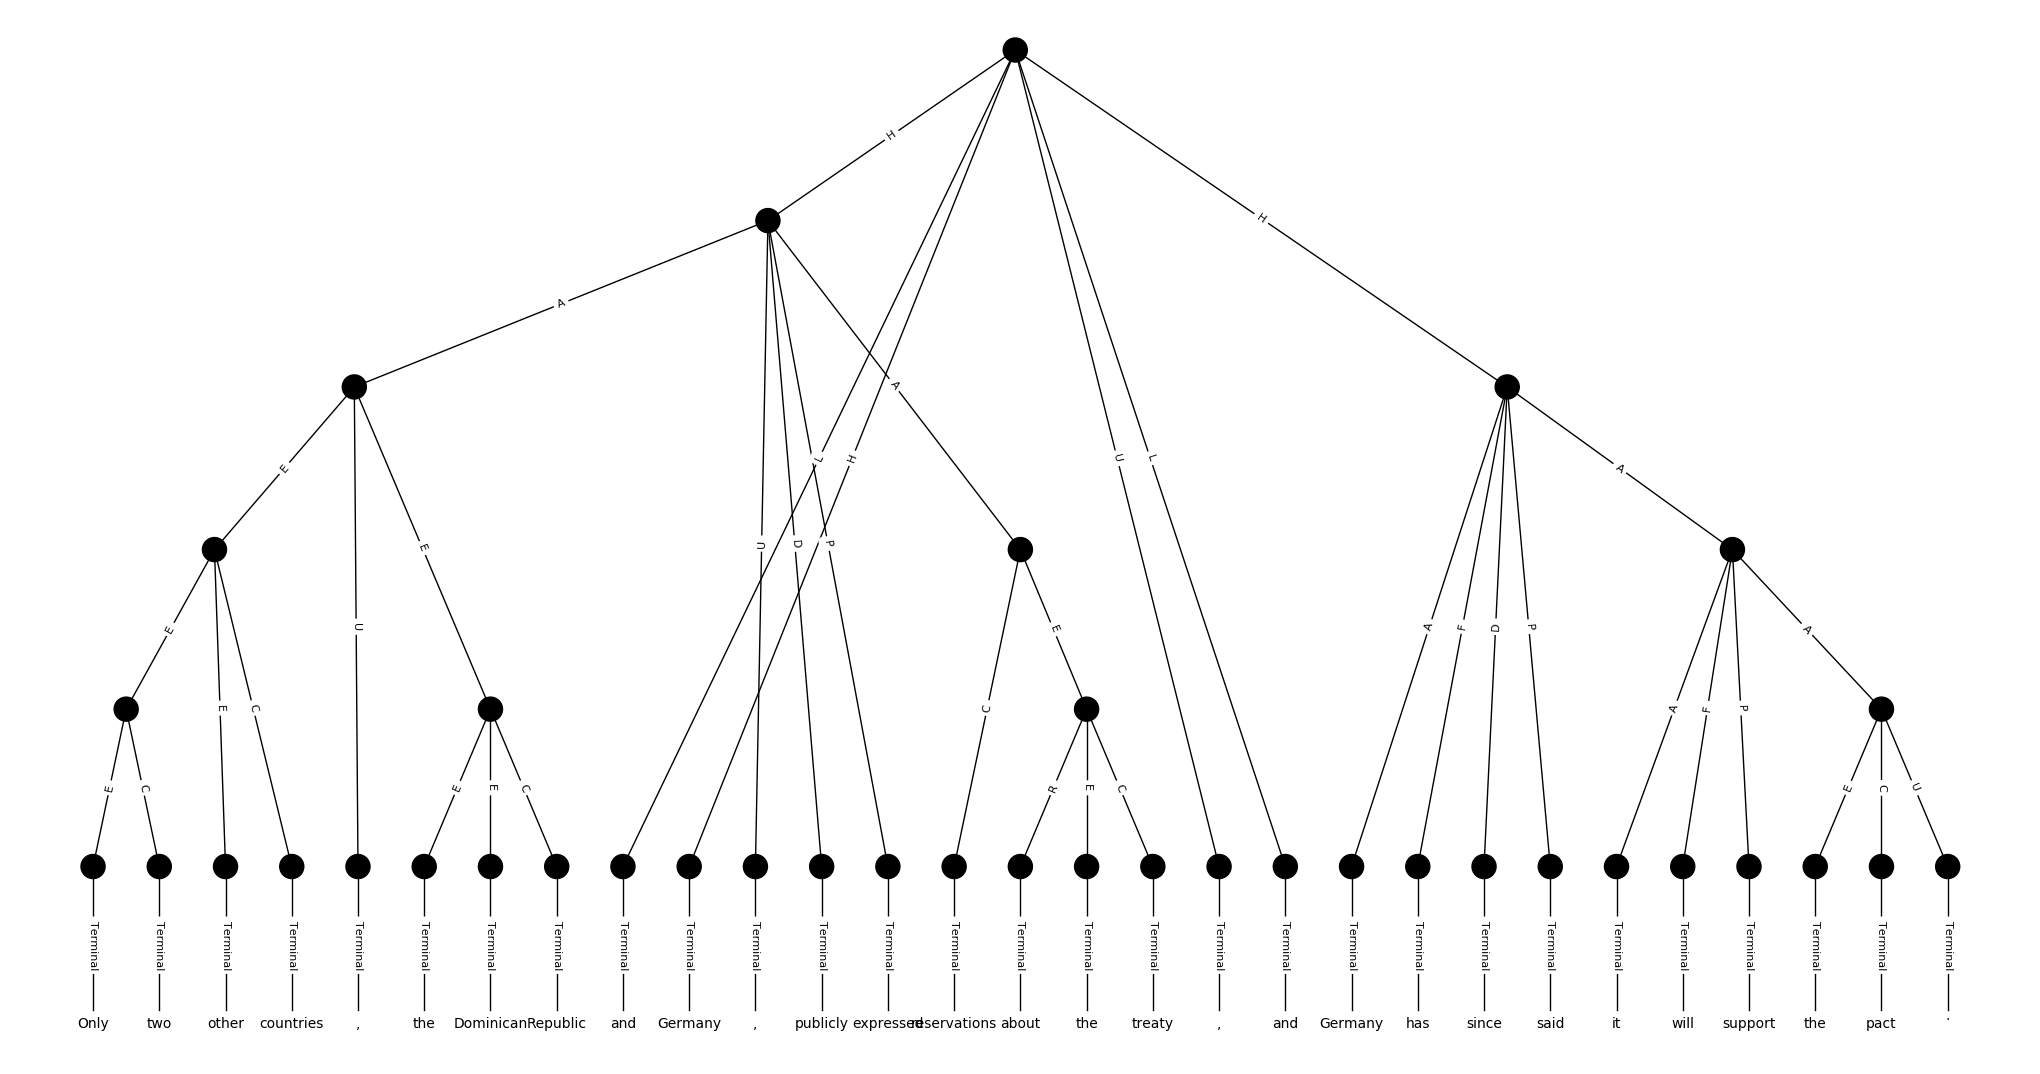 H
H
A
A
E
L
H
U
L
A
E
U
D
P
E
U
E
A
F
D
P
A
E
C
C
A
F
P
E
C
E
E
C
R
E
C
E
C
U
Terminal Terminal Terminal Terminal Terminal Terminal Terminal Terminal Terminal Terminal Terminal Terminal Terminal Terminal Terminal Terminal Terminal Terminal Terminal Terminal Terminal Terminal Terminal Terminal Terminal Terminal Terminal Terminal Terminal
Only two other countries , the Dominican Republic and Germany , publicly expressed reservations about the treaty , and Germany has since said it will support the pact .